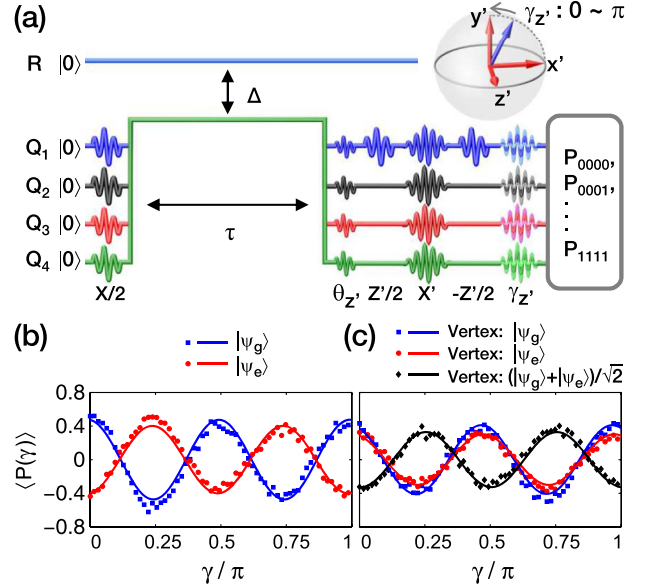 (a)
y' γz' : 0 ~ π
x'
z'
R |0⟩
Δ
Q1 |0⟩
Q2 |0⟩
Q3 |0⟩
Q4 |0⟩
τ
P0000,
P0001,
⋮
P1111
X/2 θz' Z'/2 X' -Z'/2 γz'
(b)
|ψg⟩
|ψe⟩
(c)
Vertex: |ψg⟩
Vertex: |ψe⟩
Vertex: (|ψg⟩+|ψe⟩)/√2
⟨P(γ)⟩
0.8
0.4
0
-0.4
-0.8
0 0.25 0.5 0.75 1
0 0.25 0.5 0.75 1
γ / π
γ / π